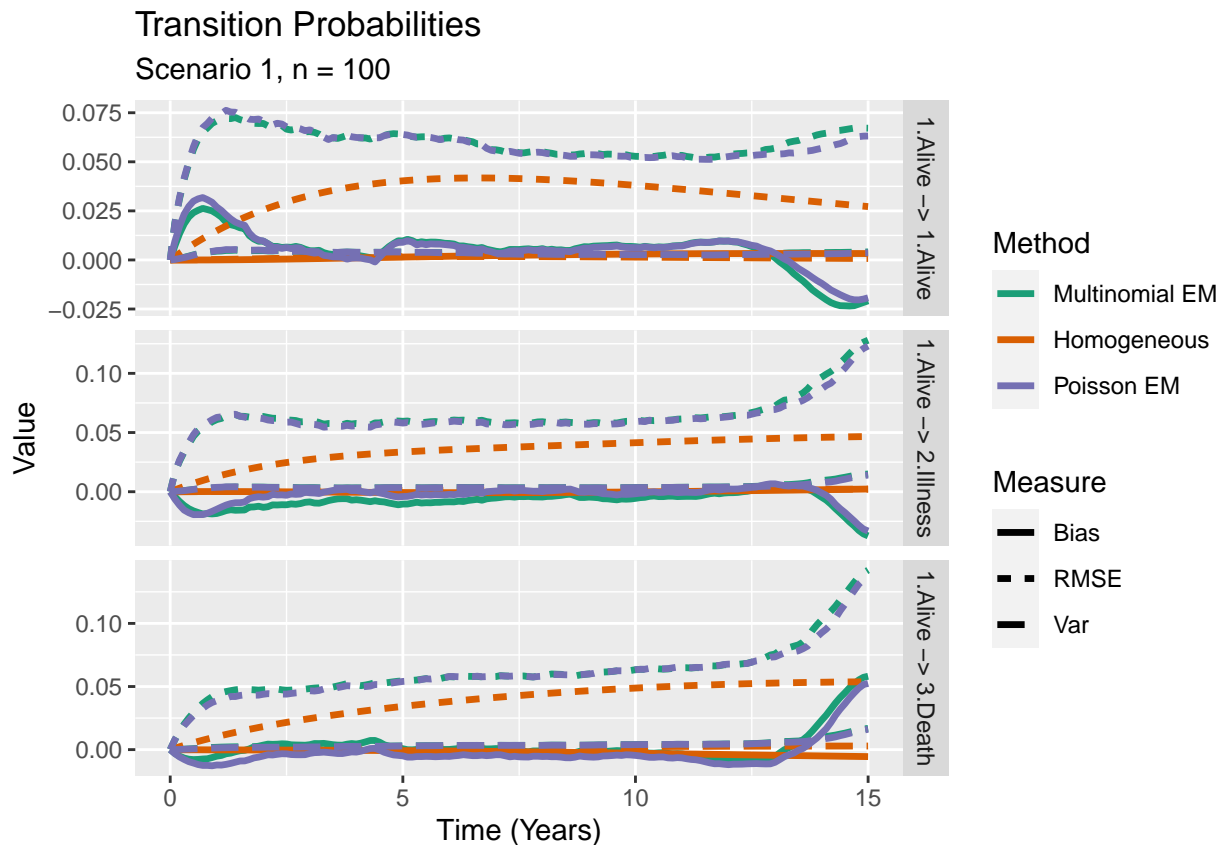 Transition Probabilities
Scenario 1, n = 100
Value
0.075
0.050
0.025
0.000
−0.025
1.Alive −> 1.Alive
0.10
0.05
0.00
1.Alive −> 2.Illness
0.10
0.05
0.00
1.Alive −> 3.Death
0
5
10
15
Time (Years)
Method
Multinomial EM
Homogeneous
Poisson EM
Measure
Bias
RMSE
Var